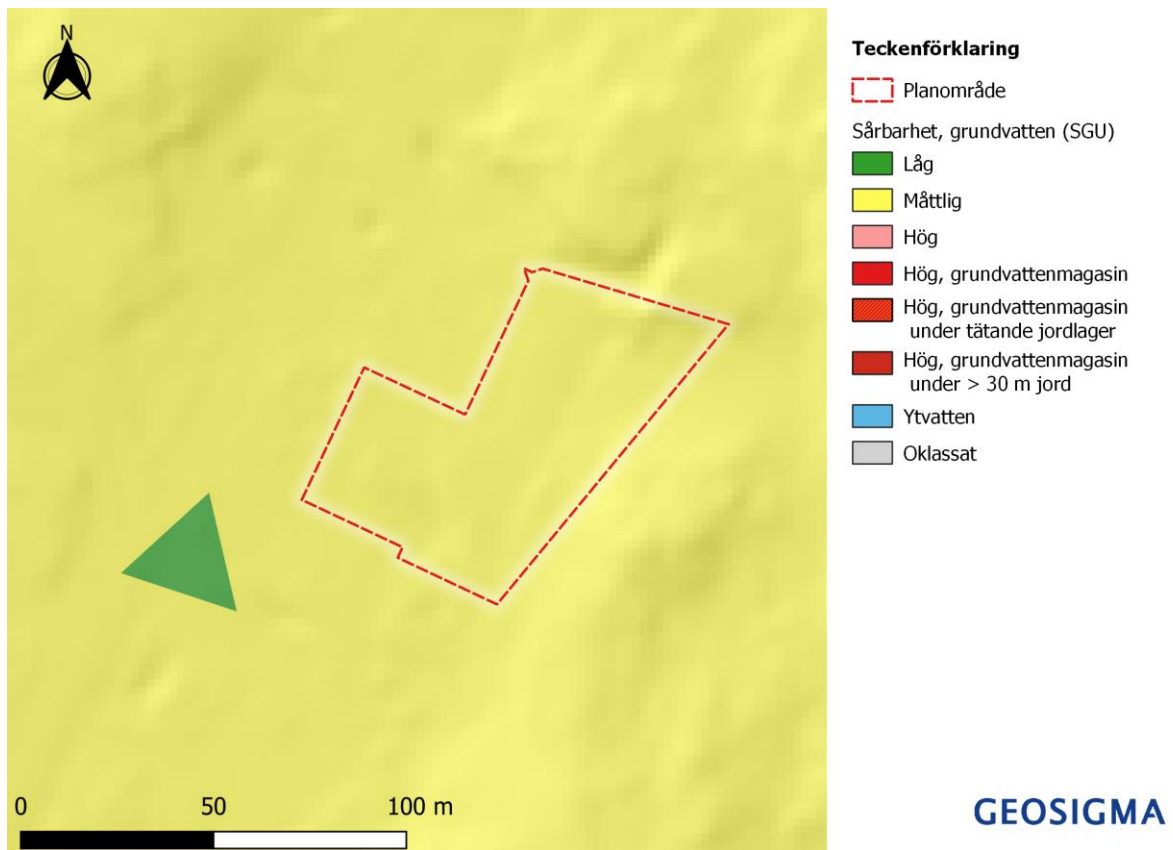 N
0 50 100 m
Teckenförklaring
Planområde
Sårbarhet, grundvatten (SGU)
Låg
Måttlig
Hög
Hög, grundvattenmagasin
Hög, grundvattenmagasin
under tätande jordlager
Hög, grundvattenmagasin
under > 30 m jord
Ytvatten
Oklassat
GEOSIGMA